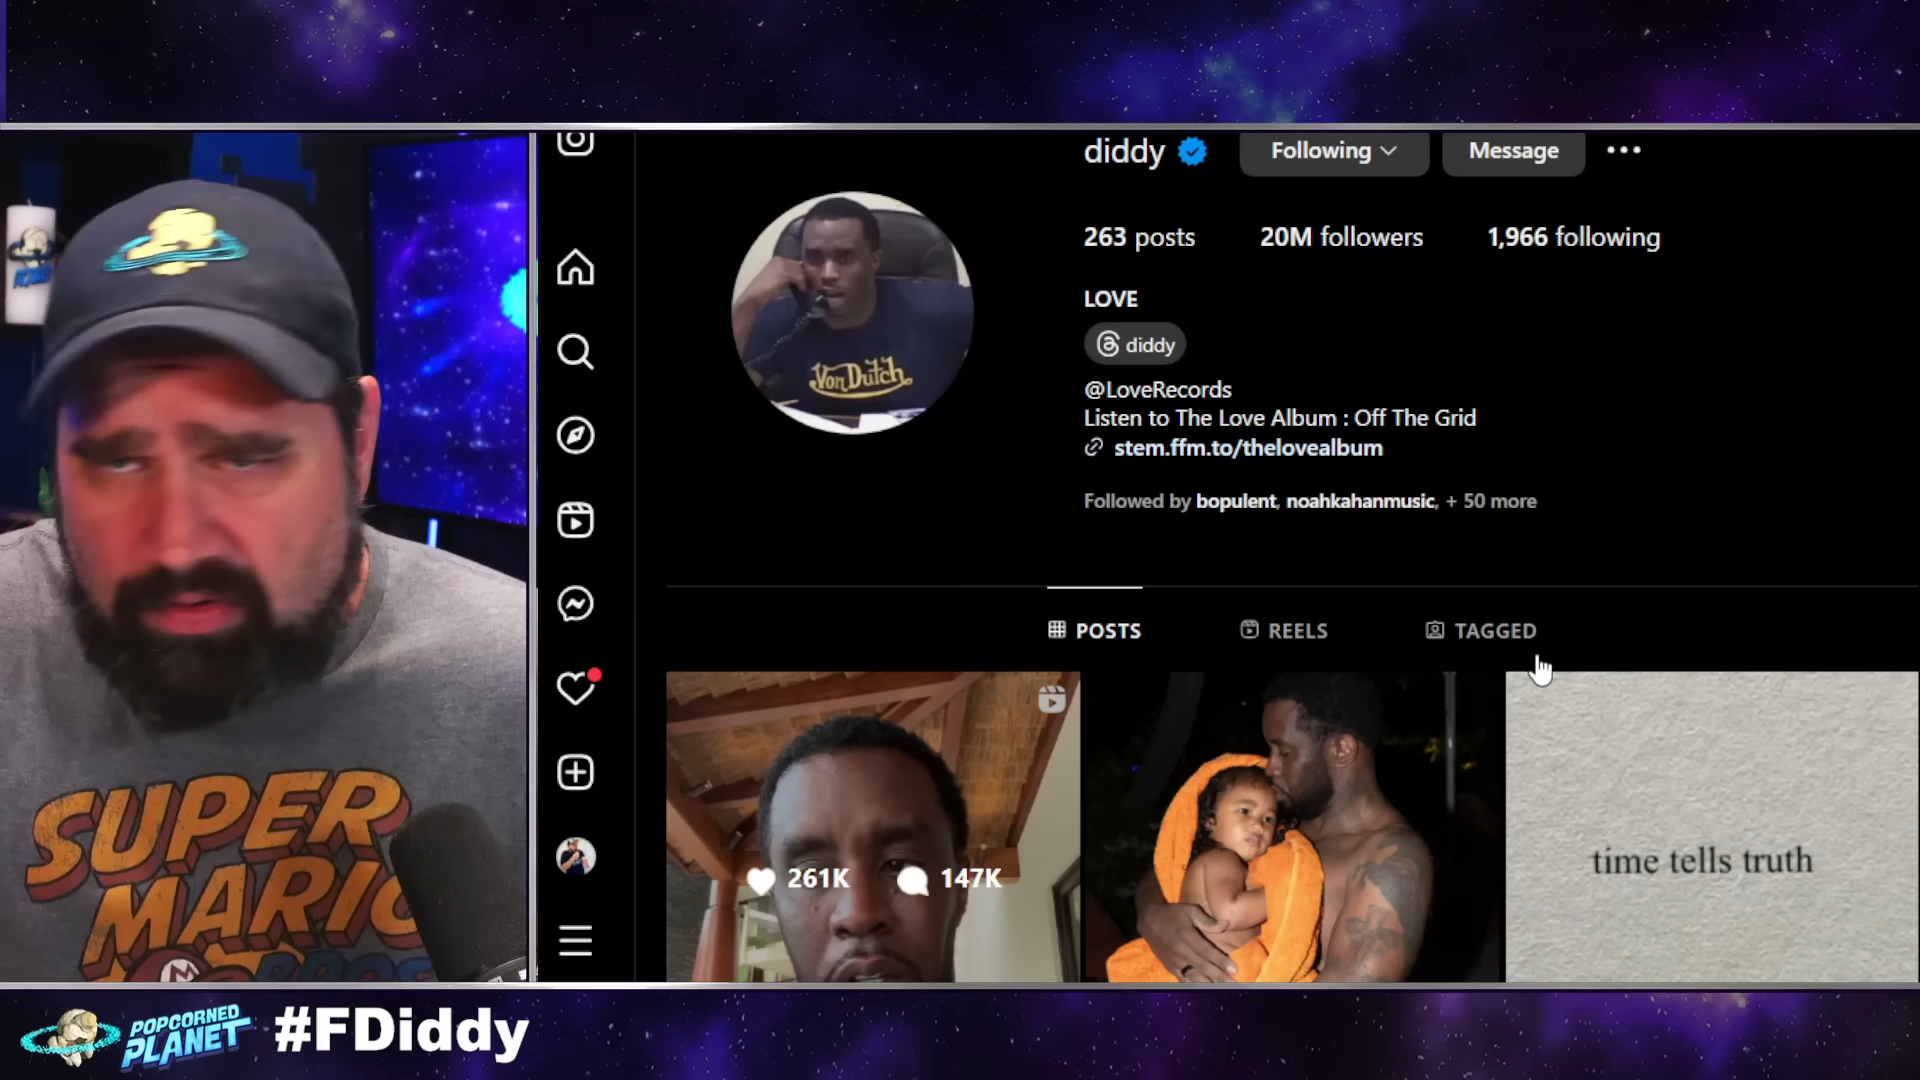 diddy
Following
Message
263 posts
20M followers
1,966 following
LOVE
diddy
@LoveRecords
Listen to The Love Album : Off The Grid
stem.ffm.to/thelovealbum
Followed by bopulent, noahkahanmusic, + 50 more
Von Dutch
POSTS
REELS
TAGGED
261K
147K
time tells truth
SUPER
MARIO
M
BROS
POPCORNED
PLANET
#FDiddy